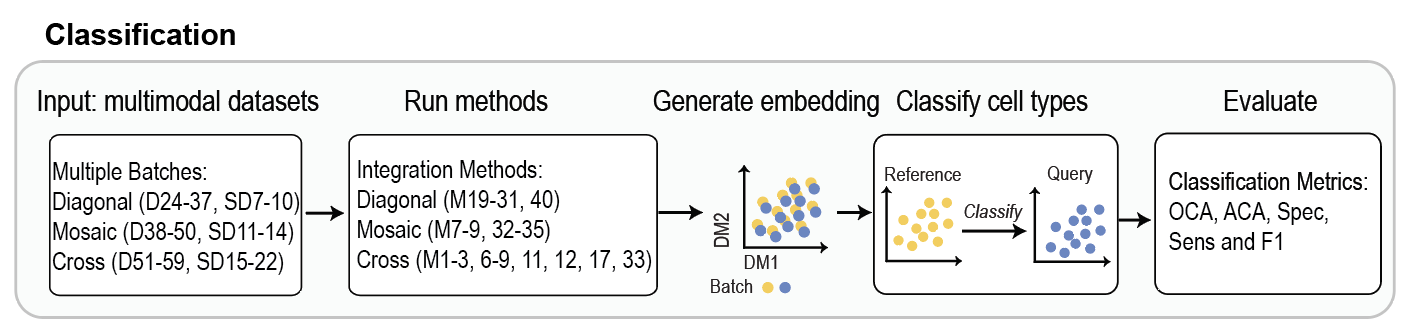 Classification
Input: multimodal datasets
Multiple Batches:
Diagonal (D24-37, SD7-10)
Mosaic (D38-50, SD11-14)
Cross (D51-59, SD15-22)
Run methods
Integration Methods:
Diagonal (M19-31, 40)
Mosaic (M7-9, 32-35)
Cross (M1-3, 6-9, 11, 12, 17, 33)
Generate embedding
DM2
DM1
Batch
Classify cell types
Reference
Classify
Query
Evaluate
Classification Metrics:
OCA, ACA, Spec,
Sens and F1